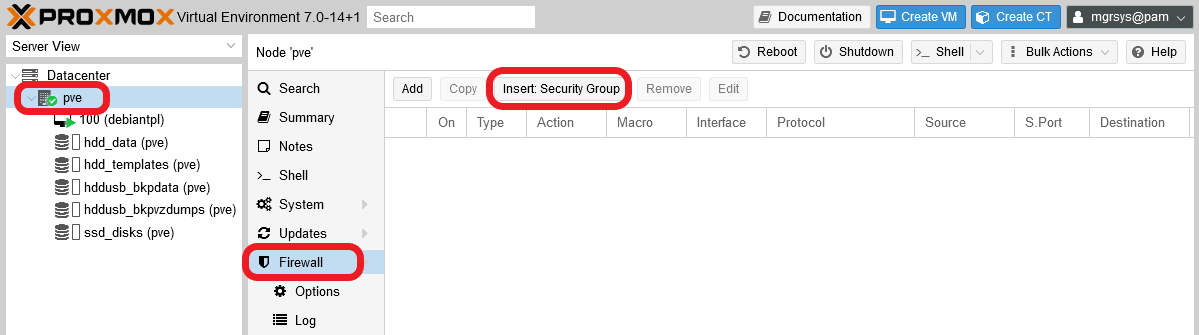 PROXMOX Virtual Environment 7.0-14+1 Search Documentation Create VM Create CT mgrsys@pam
Server View
Node 'pve' Reboot Shutdown >_ Shell Bulk Actions Help
Datacenter
pve
100 (debiantpl)
hdd_data (pve)
hdd_templates (pve)
hddusb_bkpdata (pve)
hddusb_bkpvzdumps (pve)
ssd_disks (pve)
Search
Summary
Notes
>_ Shell
System
Updates
Firewall
Options
Log
Add Copy Insert: Security Group Remove Edit
On Type Action Macro Interface Protocol Source S.Port Destination